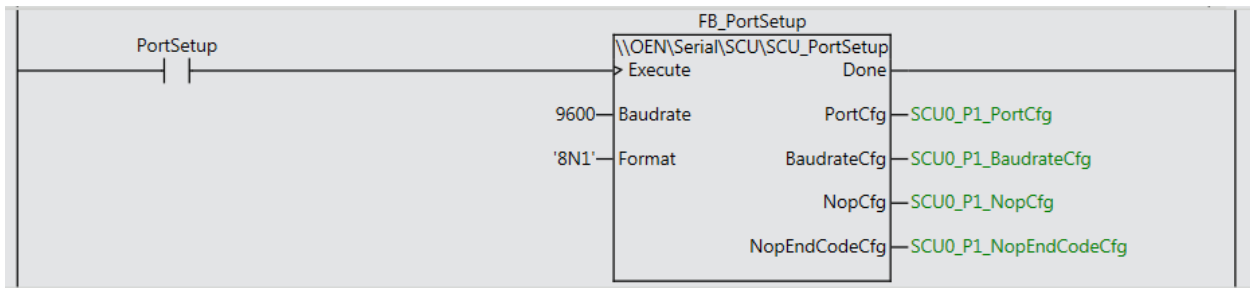 FB_PortSetup
PortSetup
\\OEN\Serial\SCU\SCU_PortSetup
Execute Done
9600 Baudrate PortCfg SCU0_P1_PortCfg
'8N1' Format BaudrateCfg SCU0_P1_BaudrateCfg
NopCfg SCU0_P1_NopCfg
NopEndCodeCfg SCU0_P1_NopEndCodeCfg